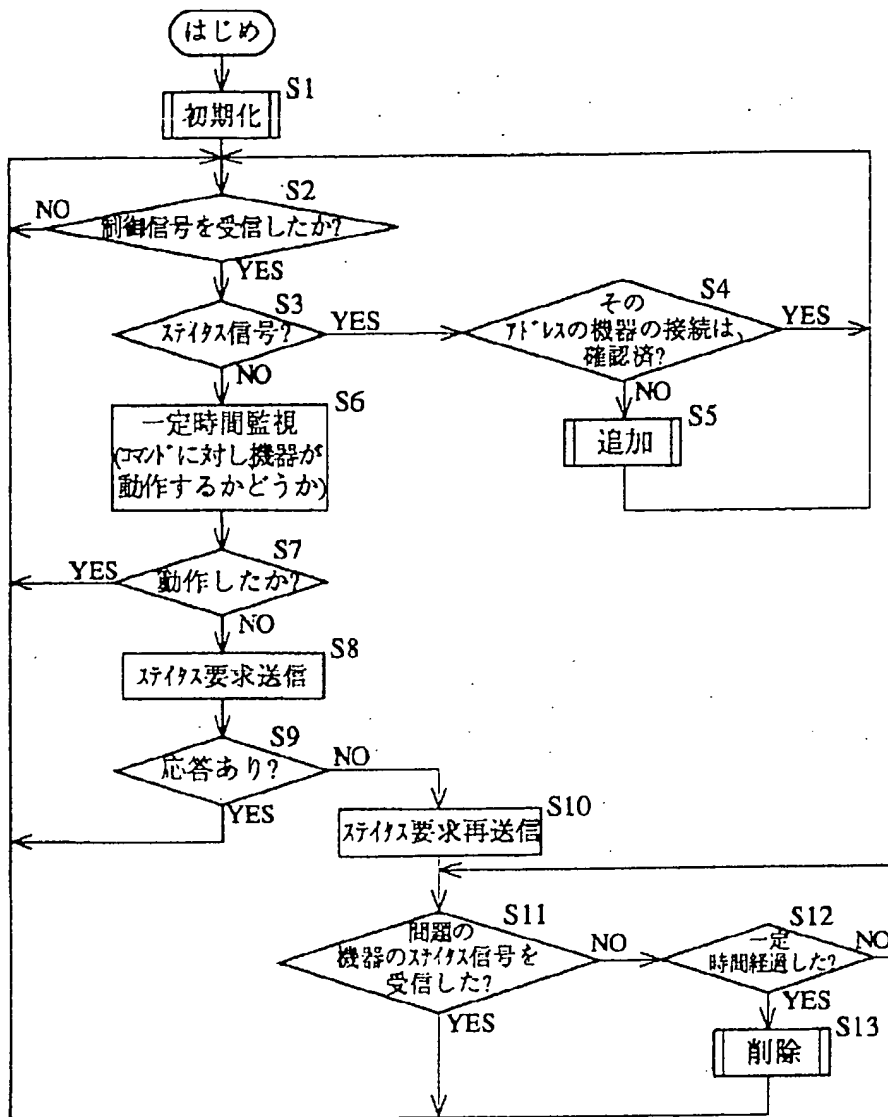 はじめ
S1
初期化
S2
NO
制御信号を受信したか?
YES
S3
ステイタス信号?
YES
S4
その
アドレスの機器の接続は、
確認済?
YES
NO
NO
S5
追加
S6
一定時間監視
(コマンドに対し機器が
動作するかどうか)
S7
YES
動作したか?
NO
S8
ステイタス要求送信
S9
応答あり?
NO
YES
S10
ステイタス要求再送信
S11
問題の
機器のステイタス信号を
受信した?
NO
YES
S12
一定
時間経過した?
NO
YES
S13
削除